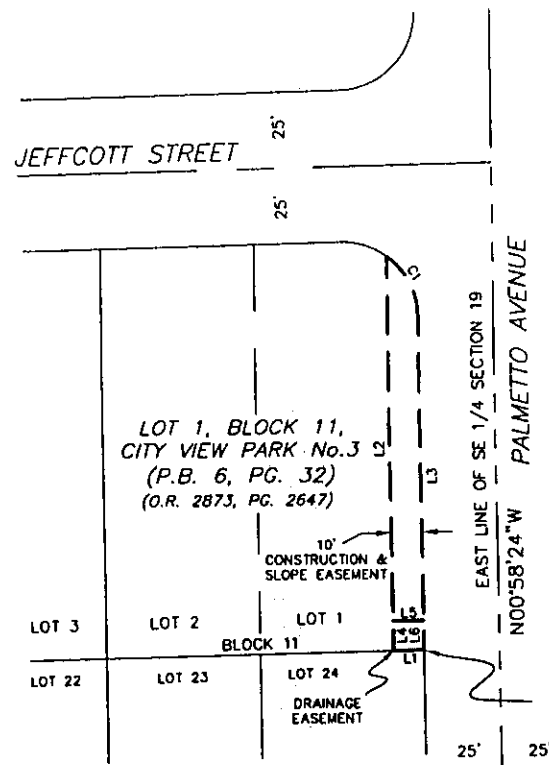 25'
JEFFCOTT STREET
25'
C1
EAST LINE OF SE 1/4 SECTION 19
N00°58'24"W
PALMETTO AVENUE
LOT 1, BLOCK 11,
CITY VIEW PARK No.3
(P.B. 6, PG. 32)
(O.R. 2873, PG. 2647)
L2
L3
10'
CONSTRUCTION &
SLOPE EASEMENT
LOT 3
LOT 2
LOT 1
L5
L4
L6
BLOCK 11
L1
LOT 22
LOT 23
LOT 24
DRAINAGE
EASEMENT
25'
25'